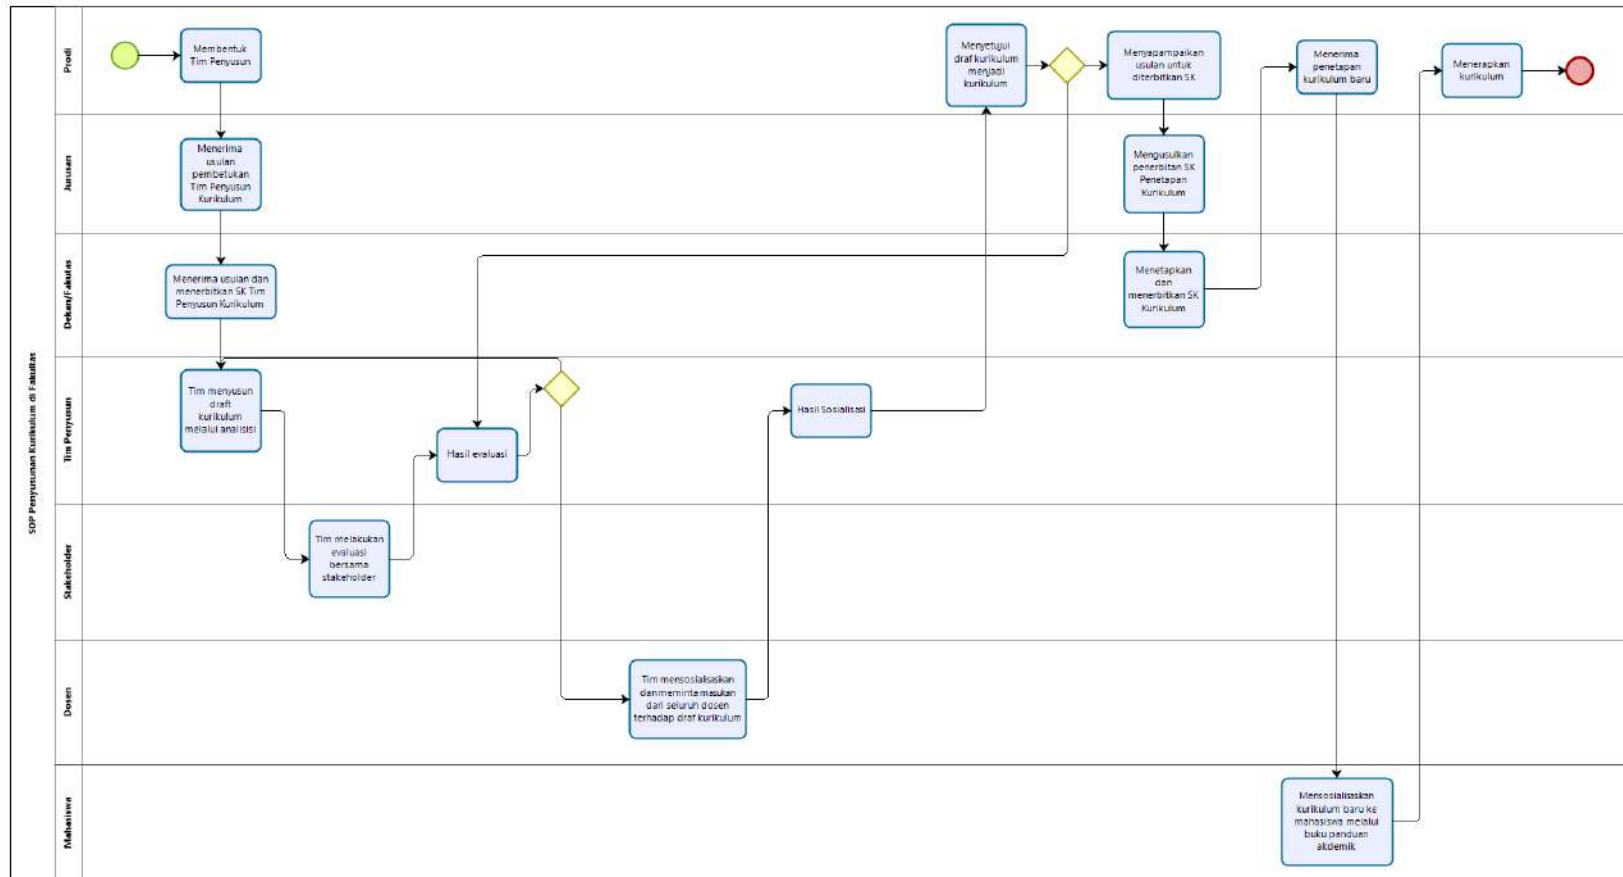 SOP Penyusunan Kurikulum di Fakultas
Prodi
Membentuk
Tim Penyusun
Menyetujui
draf kurikulum
menjadi
kurikulum
Menyapampaikan
usulan untuk
diterbitkan SK
Menerima
penetapan
kurikulum baru
Menerapkan
kurikulum
Jurusan
Menerima
usulan
pembetukan
Tim Penyusun
Kurikulum
Mengusulkan
penerbitan SK
Penetapan
Kurikulum
Dekan/Fakutas
Menerima usulan dan
menerbitkan SK Tim
Penyusun Kurikulum
Menetapkan
dan
menerbitkan SK
Kurikulum
Tim Penyusun
Tim menyusun
draft
kurikulum
melalui analisisi
Hasil evaluasi
Hasil Sosialisasi
Stakeholder
Tim melakukan
evaluasi
bersama
stakeholder
Dosen
Tim mensosialisasikan
dan meminta masukan
dari seluruh dosen
terhadap draf kurikulum
Mahasiswa
Mensosialisaskan
kurikulum baru ke
mahasiswa melalui
buku panduan
akdemik